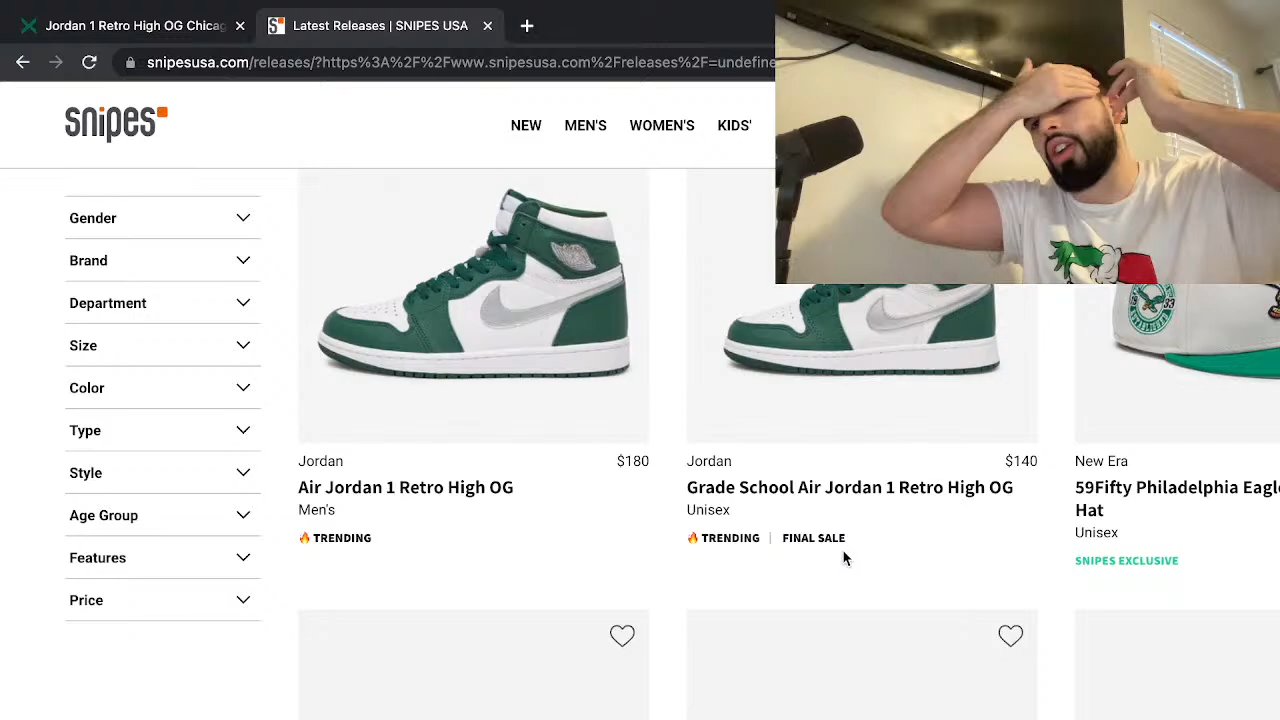 Jordan 1 Retro High OG Chicag
Latest Releases | SNIPES USA
snipesusa.com/releases/?https%3A%2F%2Fwww.snipesusa.com%2Freleases%2F=undefine
snipes
NEW MEN'S WOMEN'S KIDS'
Gender
Brand
Department
Size
Color
Type
Style
Age Group
Features
Price
Jordan $180
Air Jordan 1 Retro High OG
Men's
TRENDING
Jordan $140
Grade School Air Jordan 1 Retro High OG
Unisex
TRENDING | FINAL SALE
33
New Era
59Fifty Philadelphia Eagl
Hat
Unisex
SNIPES EXCLUSIVE